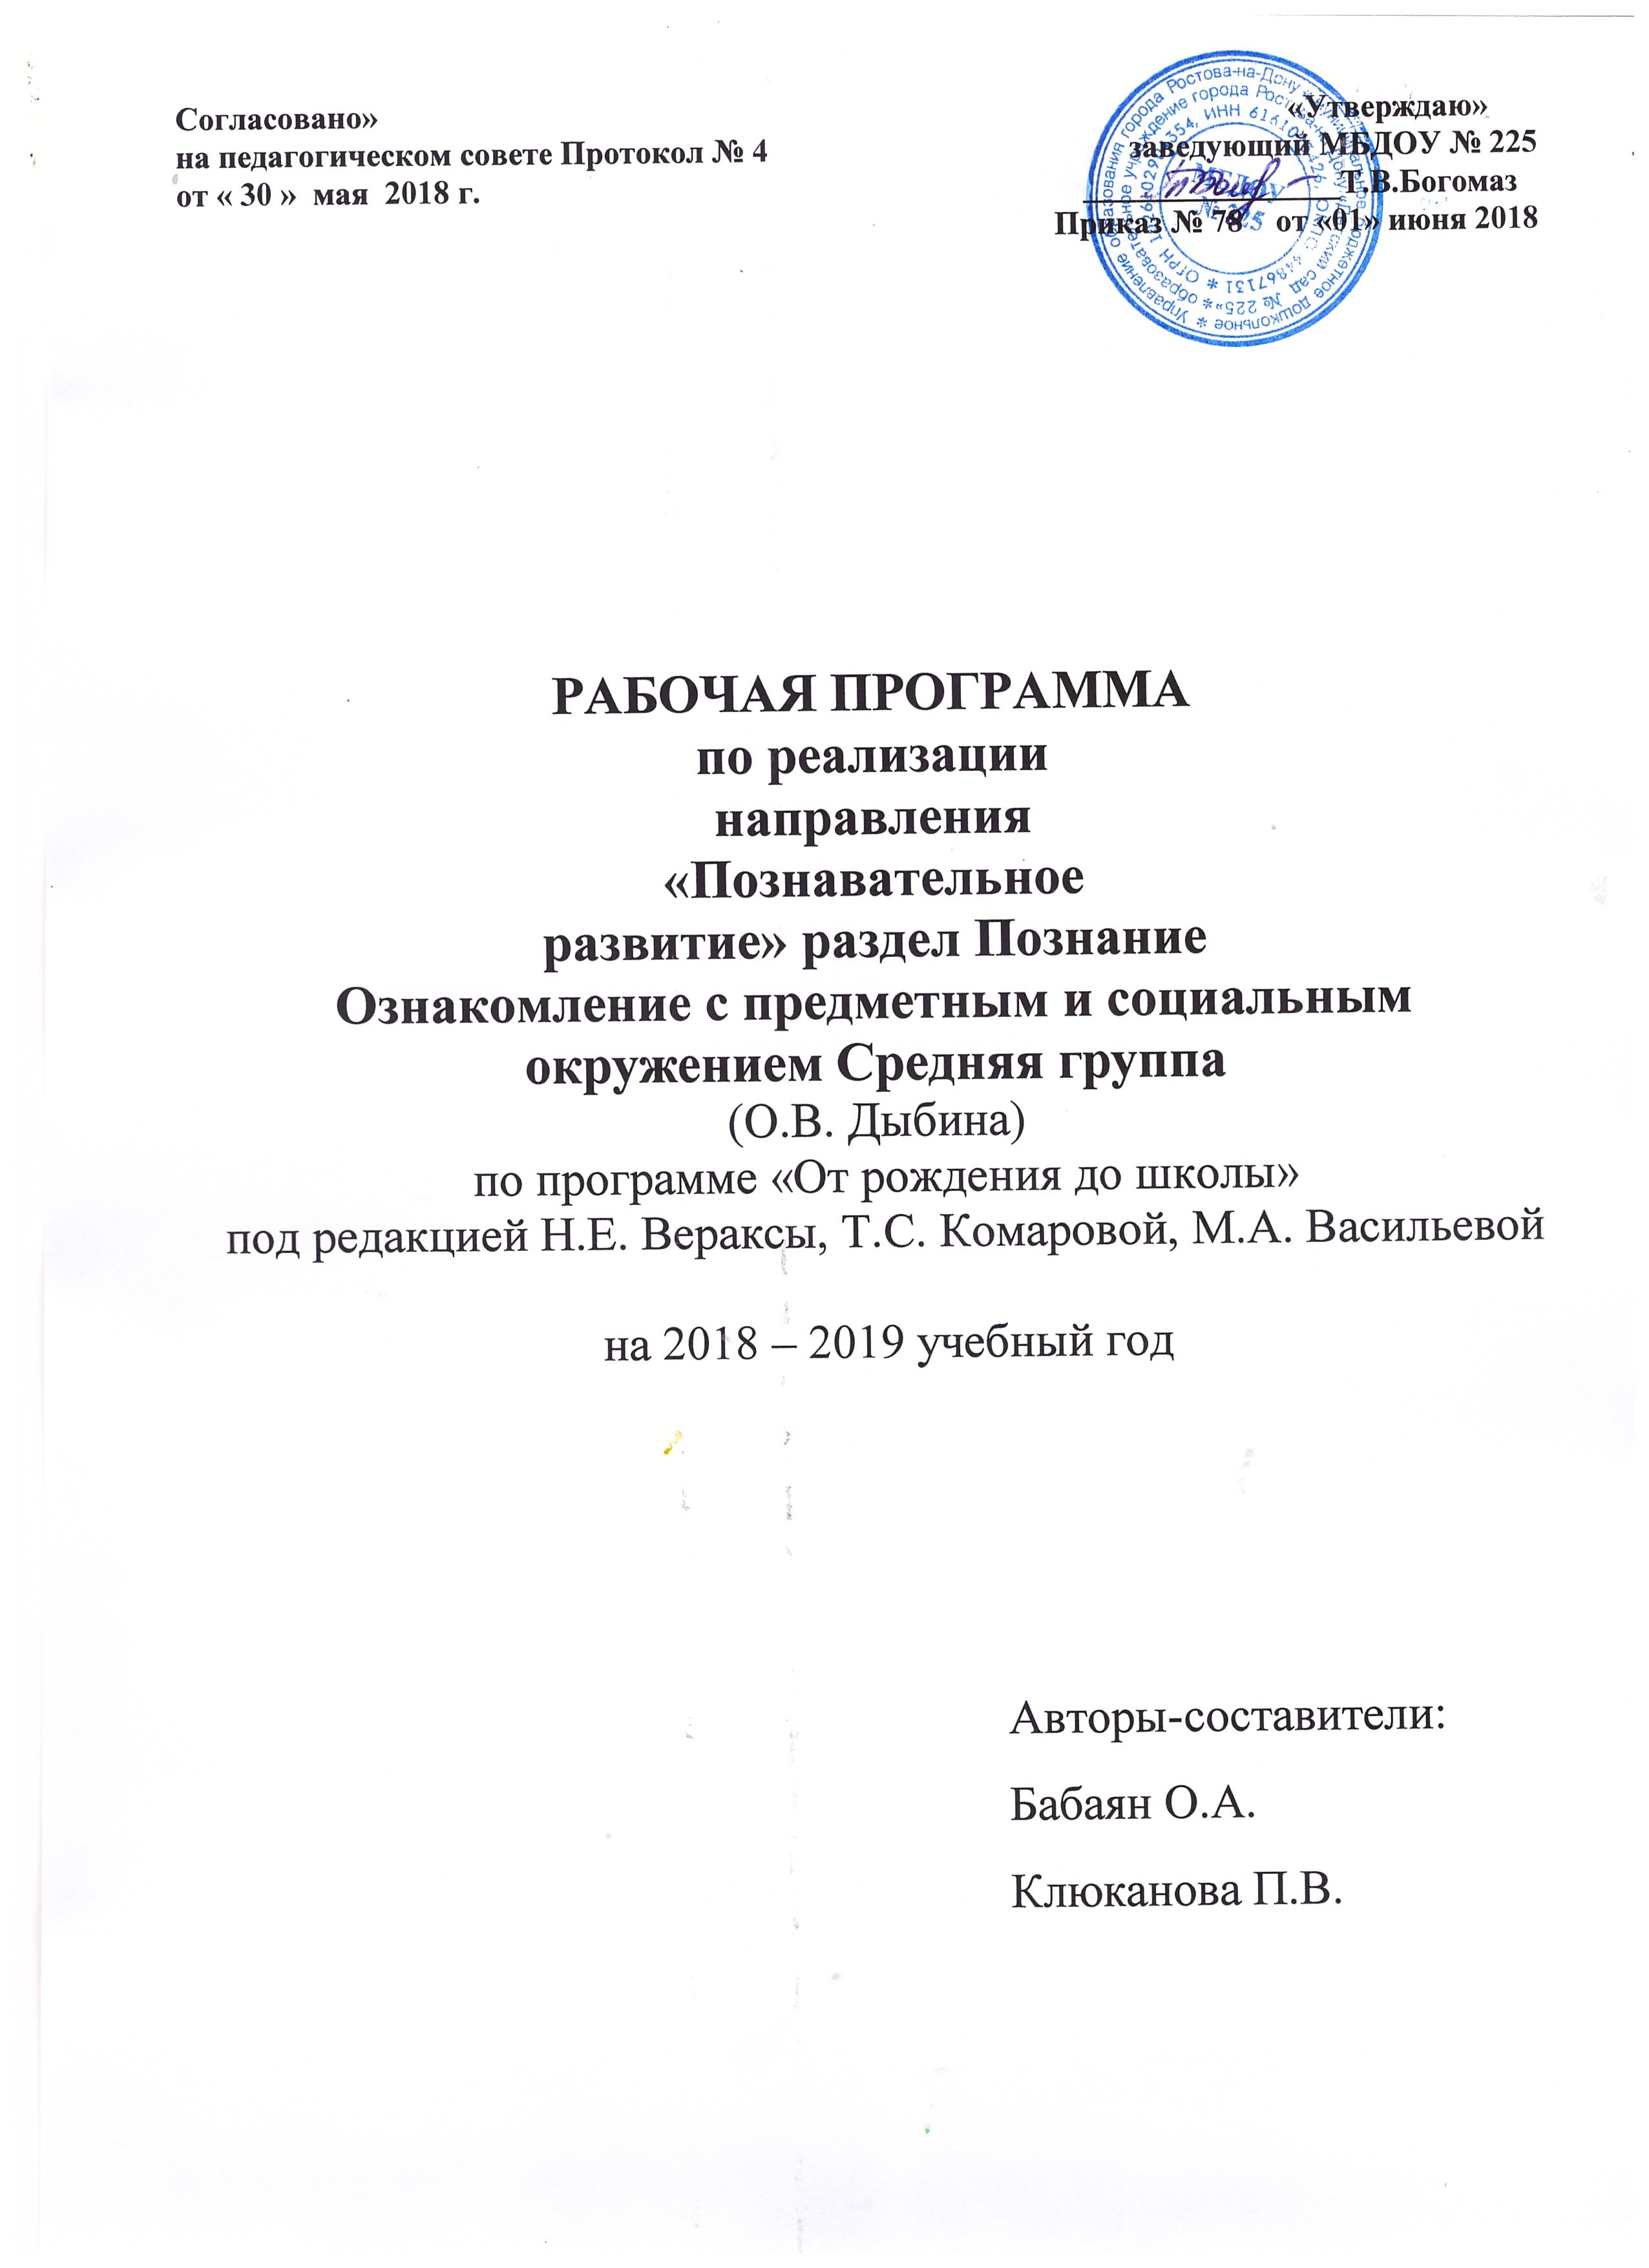 Согласовано»
на педагогическом совете Протокол № 4
от « 30 » мая 2018 г.
«Утверждаю»
заведующий МБДОУ № 225
Т.В.Богомаз
Приказ № 78 от «01» июня 2018
МБДОУ
№ 225
РАБОЧАЯ ПРОГРАММА
по реализации
направления
«Познавательное
развитие» раздел Познание
Ознакомление с предметным и социальным
окружением Средняя группа
(О.В. Дыбина)
по программе «От рождения до школы»
под редакцией Н.Е. Вераксы, Т.С. Комаровой, М.А. Васильевой
на 2018 – 2019 учебный год
Авторы-составители:
Бабаян О.А.
Клюканова П.В.